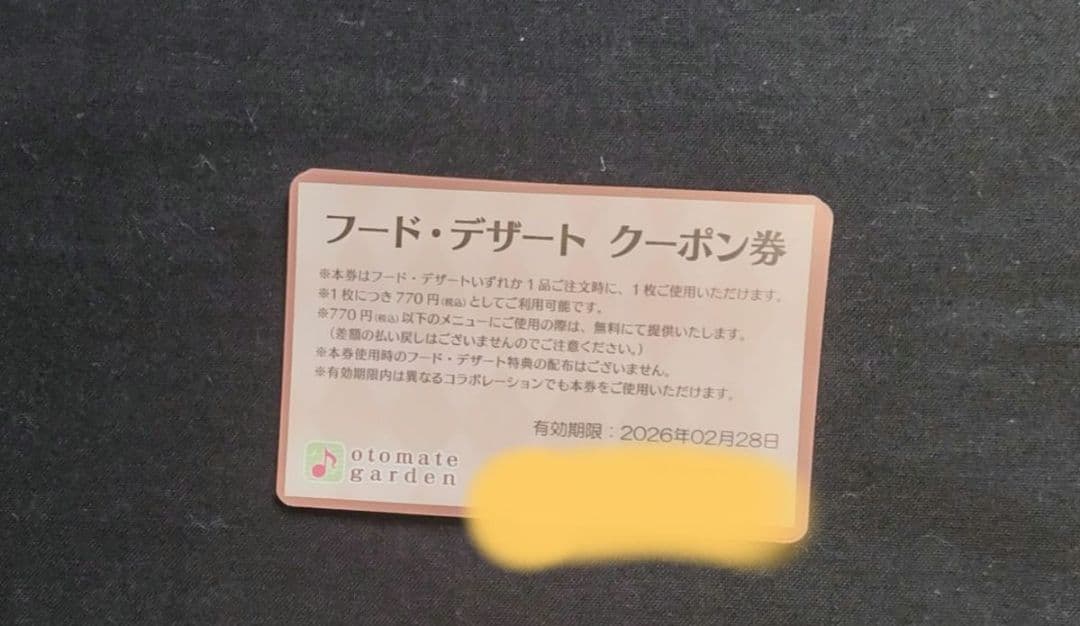 フード・デザート クーポン券
※本券はフード・デザートいずれか1品ご注文時に、1枚ご使用いただけます。
※1枚につき770円(税込)としてご利用可能です。
※770円(税込)以下のメニューにご使用の際は、無料にて提供いたします。
（差額の払い戻しはございませんのでご注意ください。）
※本券使用時のフード・デザート特典の配布はございません。
※有効期限内は異なるコラボレーションでも本券をご使用いただけます。
有効期限：2026年02月28日
otomate
garden